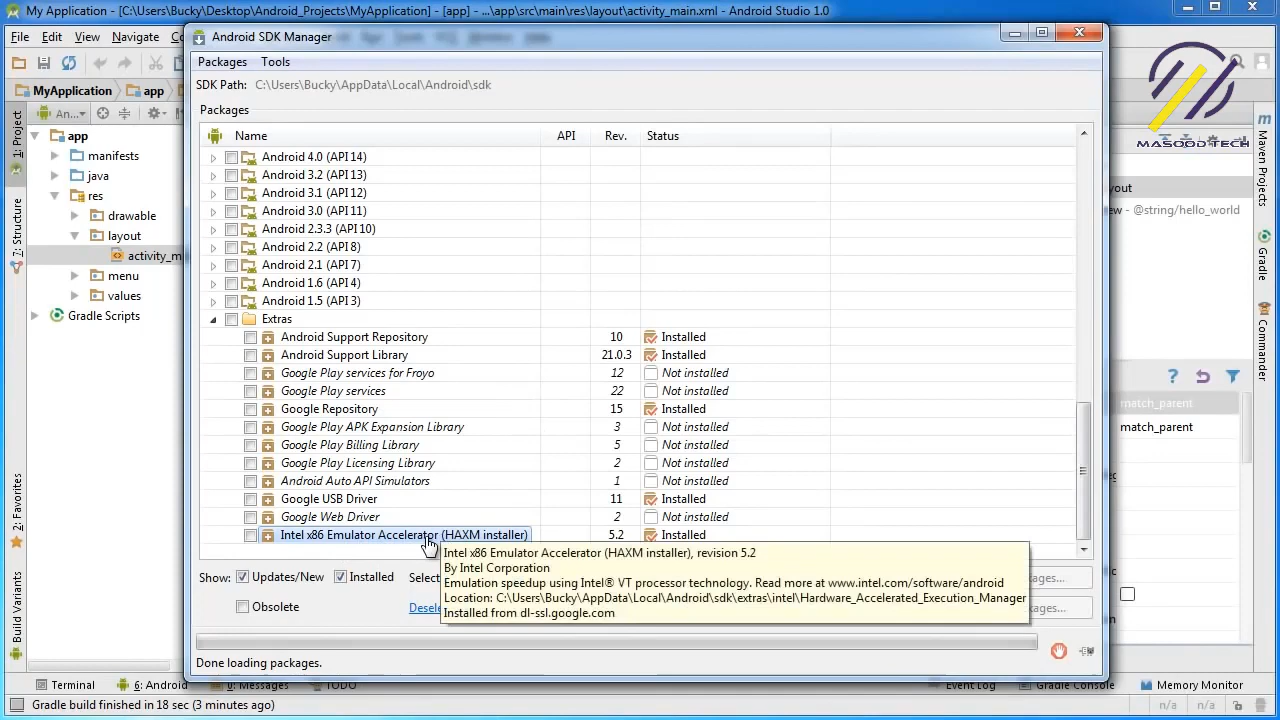 My Application - [C:\Users\Bucky\Desktop\Android_Projects\MyApplication] - [app] - ...\app\src\main\res\layout\activity_main.xml - Android Studio 1.0
File Edit View Navigate
Android SDK Manager
Packages Tools
SDK Path: C:\Users\Bucky\AppData\Local\Android\sdk
Packages
MyApplication app
An...
Name API Rev. Status
Android 4.0 (API 14)
Android 3.2 (API 13)
Android 3.1 (API 12)
Android 3.0 (API 11)
Android 2.3.3 (API 10)
Android 2.2 (API 8)
Android 2.1 (API 7)
Android 1.6 (API 4)
Android 1.5 (API 3)
Extras
Android Support Repository 10 Installed
Android Support Library 21.0.3 Installed
Google Play services for Froyo 12 Not installed
Google Play services 22 Not installed
Google Repository 15 Installed
Google Play APK Expansion Library 3 Not installed
Google Play Billing Library 5 Not installed
Google Play Licensing Library 2 Not installed
Android Auto API Simulators 1 Not installed
Google USB Driver 11 Installed
Google Web Driver 2 Not installed
Intel x86 Emulator Accelerator (HAXM installer) 5.2 Installed
Intel x86 Emulator Accelerator (HAXM installer), revision 5.2
By Intel Corporation
Emulation speedup using Intel® VT processor technology. Read more at www.intel.com/software/android
Location: C:\Users\Bucky\AppData\Local\Android\sdk\extras\intel\Hardware_Accelerated_Execution_Manager
Installed from dl-ssl.google.com
Show: Updates/New Installed Select
Obsolete Desele
Done loading packages.
1: Project
7: Structure
2: Favorites
Build Variants
app
manifests
java
res
drawable
layout
activity_m
menu
values
Gradle Scripts
MASOOD TECH
- @string/hello_world
match_parent
match_parent
Maven Projects
Gradle
Commander
Terminal 6: Android 0: Messages TODO Event Log Gradle Console Memory Monitor
Gradle build finished in 18 sec (3 minutes ago) n/a n/a